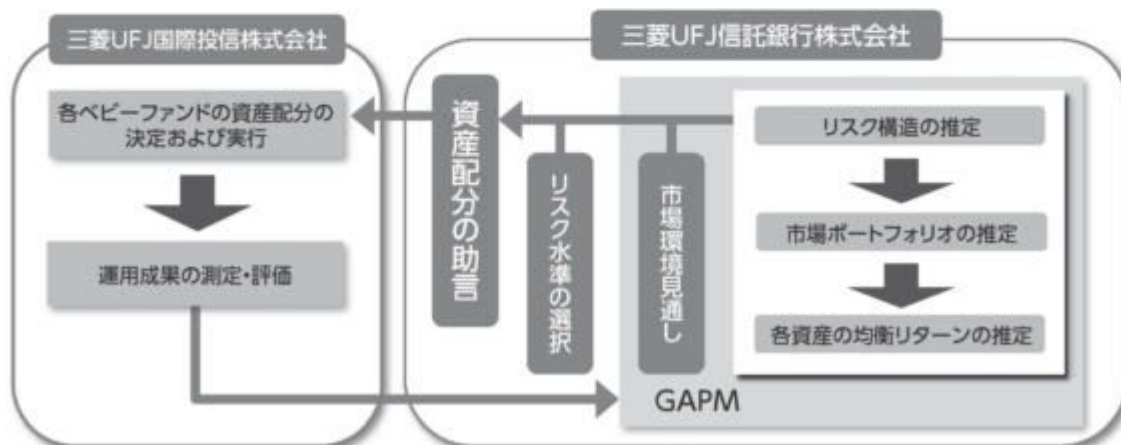 三菱UFJ国際投信株式会社
各ベビーファンドの資産配分の
決定および実行
運用成果の測定・評価
三菱UFJ信託銀行株式会社
資産配分の助言
リスク水準の選択
市場環境見通し
リスク構造の推定
市場ポートフォリオの推定
各資産の均衡リターンの推定
GAPM